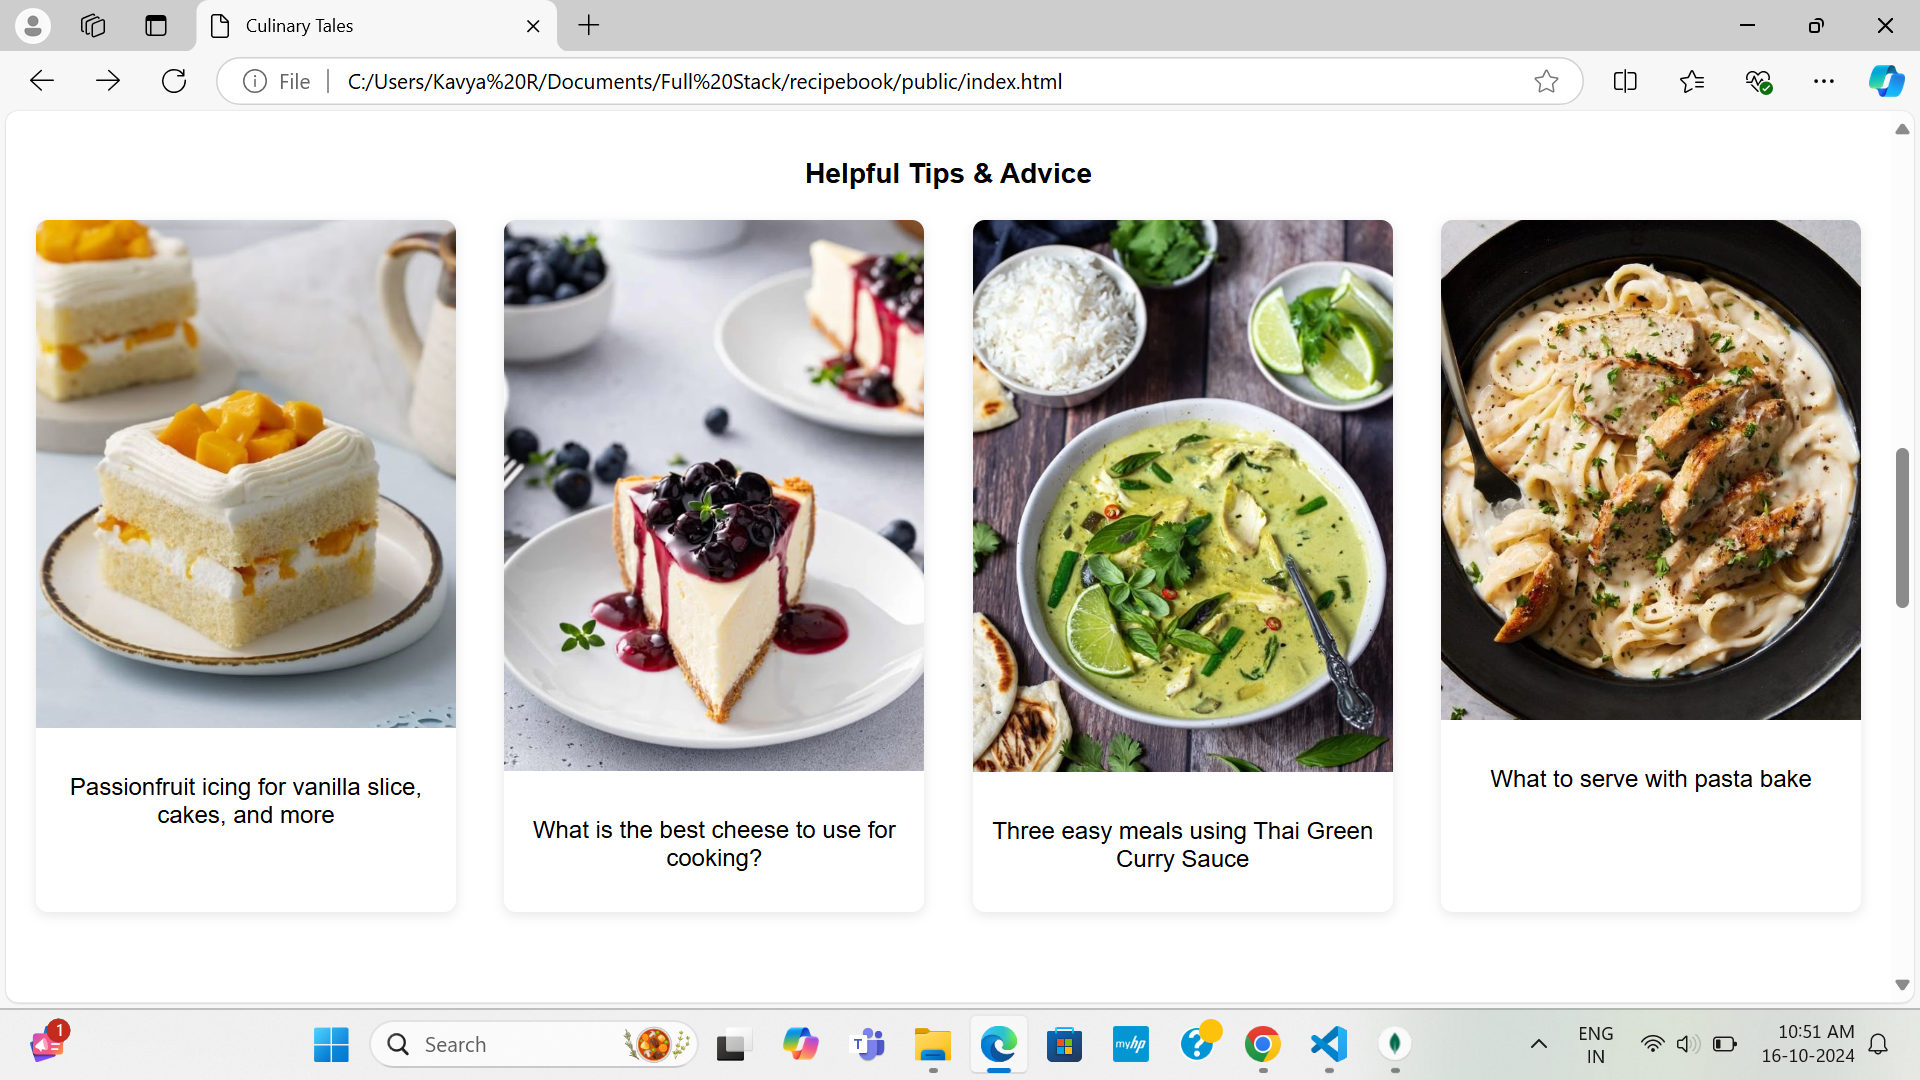 Culinary Tales
File
C:/Users/Kavya%20R/Documents/Full%20Stack/recipebook/public/index.html
Helpful Tips & Advice
Passionfruit icing for vanilla slice,
cakes, and more
What is the best cheese to use for
cooking?
Three easy meals using Thai Green
Curry Sauce
What to serve with pasta bake
1
Search
T
myhp
?
ENG
IN
10:51 AM
16-10-2024